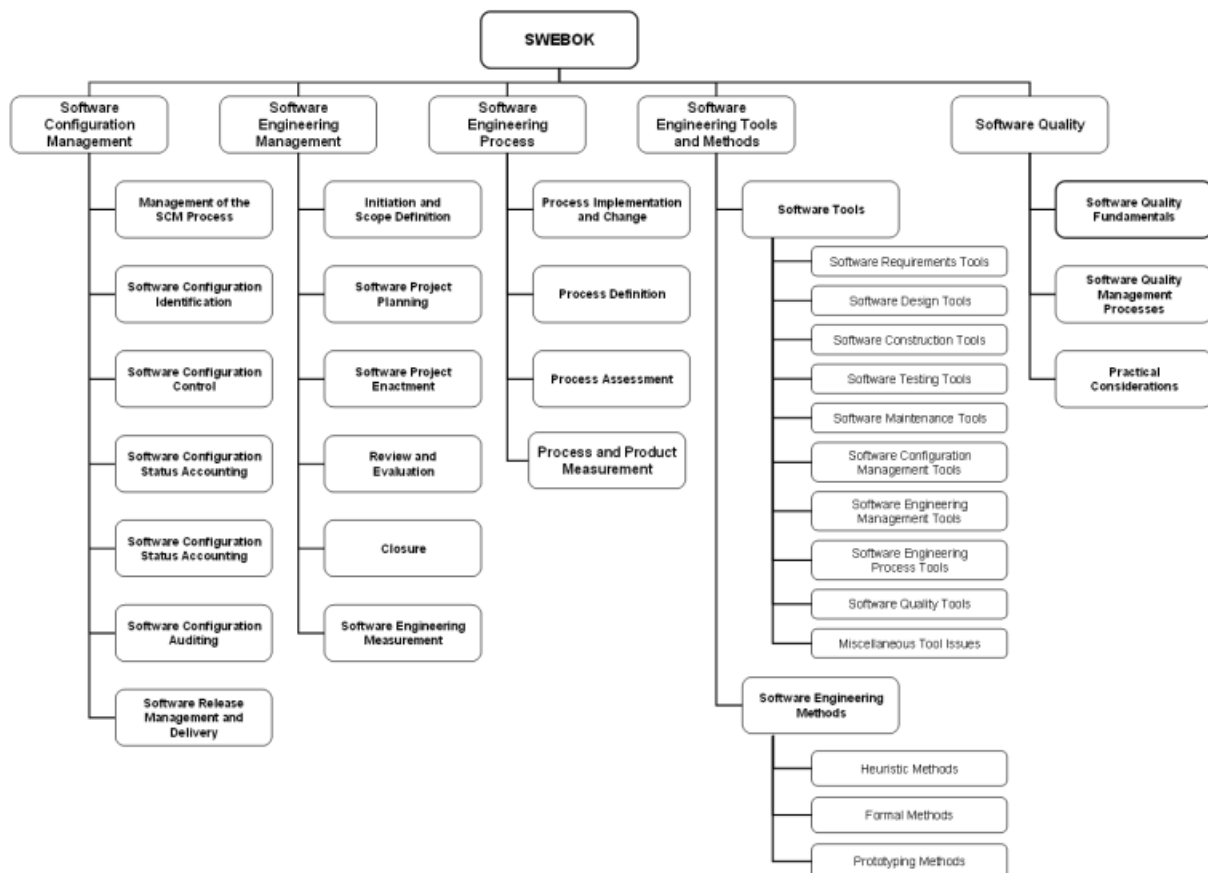 SWEBOK
Software
Configuration
Management
Management of the
SCM Process
Software Configuration
Identification
Software Configuration
Control
Software Configuration
Status Accounting
Software Configuration
Status Accounting
Software Configuration
Auditing
Software Release
Management and
Delivery
Software
Engineering
Management
Initiation and
Scope Definition
Software Project
Planning
Software Project
Enactment
Review and
Evaluation
Closure
Software Engineering
Measurement
Software
Engineering
Process
Process Implementation
and Change
Process Definition
Process Assessment
Process and Product
Measurement
Software
Engineering Tools
and Methods
Software Tools
Software Requirements Tools
Software Design Tools
Software Construction Tools
Software Testing Tools
Software Maintenance Tools
Software Configuration
Management Tools
Software Engineering
Management Tools
Software Engineering
Process Tools
Software Quality Tools
Miscellaneous Tool Issues
Software Engineering
Methods
Heuristic Methods
Formal Methods
Prototyping Methods
Software Quality
Software Quality
Fundamentals
Software Quality
Management
Processes
Practical
Considerations